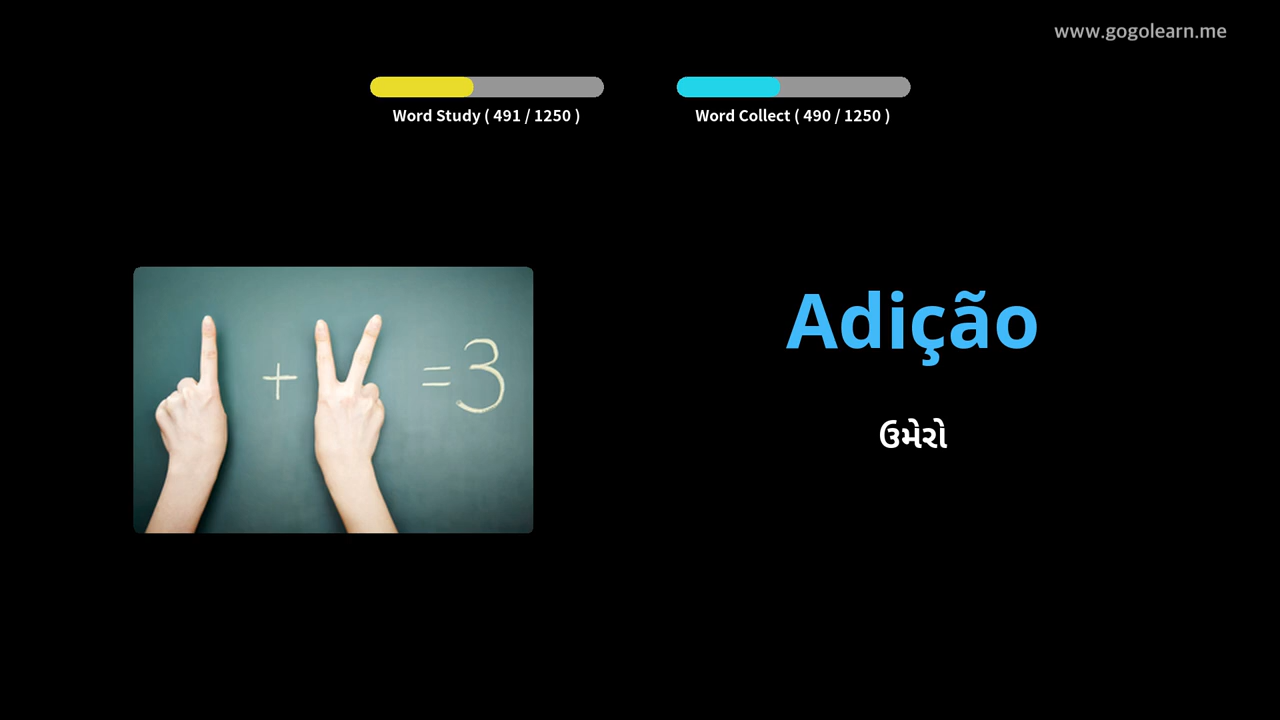 www.gogolearn.me
Word Study ( 491 / 1250 )
Word Collect ( 490 / 1250 )
+ = 3
Adição
ઉમેરો